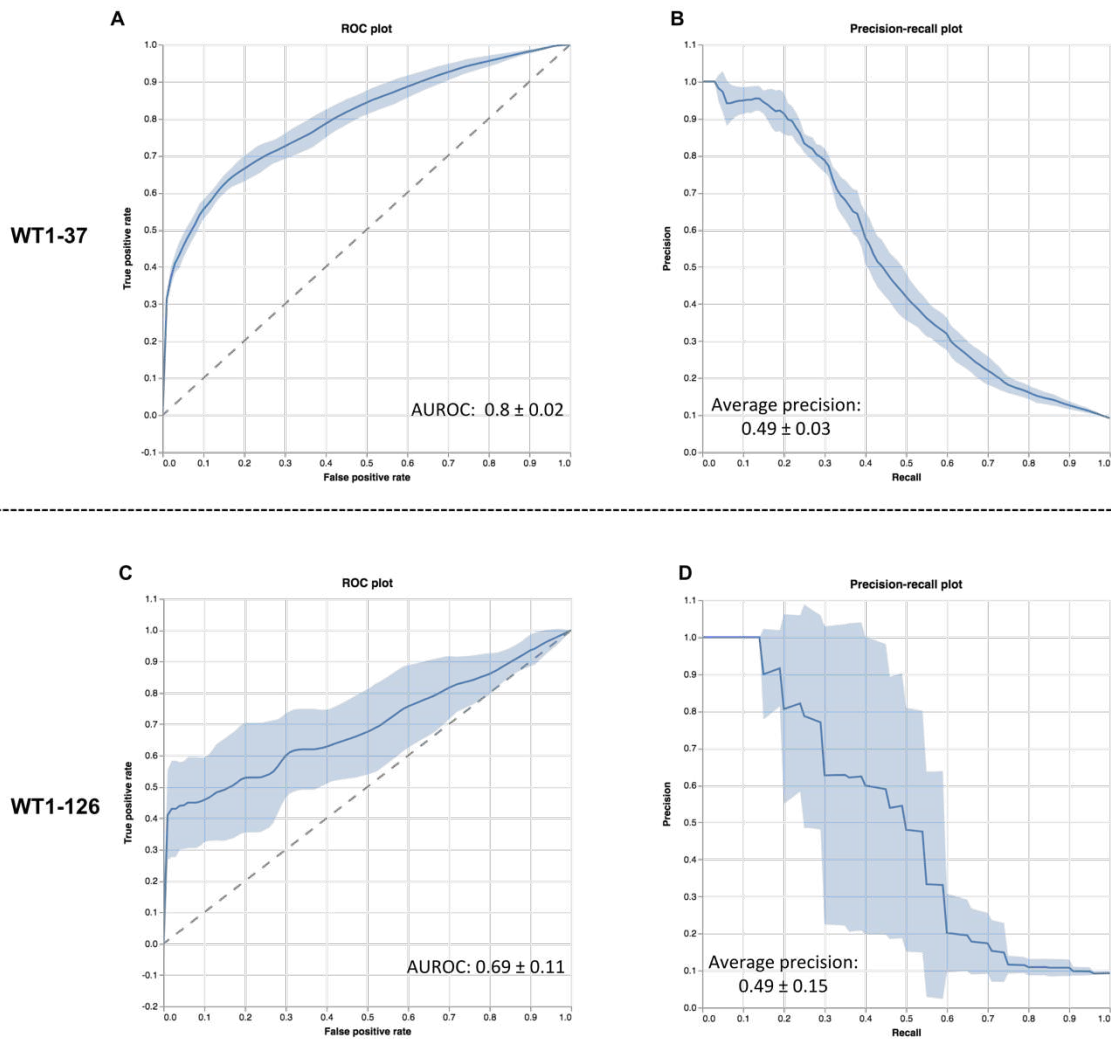 A
ROC plot
1.0
0.9
0.8
0.7
0.6
0.5
0.4
0.3
0.2
0.1
0.0
-0.1
True positive rate
0.0 0.1 0.2 0.3 0.4 0.5 0.6 0.7 0.8 0.9 1.0
False positive rate
AUROC: 0.8 ± 0.02
B
Precision-recall plot
1.1
1.0
0.9
0.8
0.7
0.6
0.5
0.4
0.3
0.2
0.1
0.0
Precision
0.0 0.1 0.2 0.3 0.4 0.5 0.6 0.7 0.8 0.9 1.0
Recall
Average precision:
0.49 ± 0.03
WT1-37
C
ROC plot
1.1
1.0
0.9
0.8
0.7
0.6
0.5
0.4
0.3
0.2
0.1
0.0
-0.1
-0.2
True positive rate
0.0 0.1 0.2 0.3 0.4 0.5 0.6 0.7 0.8 0.9 1.0
False positive rate
AUROC: 0.69 ± 0.11
D
Precision-recall plot
1.1
1.0
0.9
0.8
0.7
0.6
0.5
0.4
0.3
0.2
0.1
0.0
Precision
0.0 0.1 0.2 0.3 0.4 0.5 0.6 0.7 0.8 0.9 1.0
Recall
Average precision:
0.49 ± 0.15
WT1-126